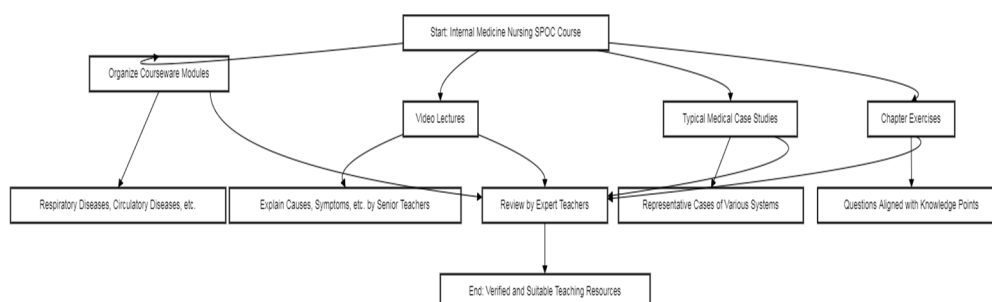 Start: Internal Medicine Nursing SPOC Course
Organize Courseware Modules
Video Lectures
Typical Medical Case Studies
Chapter Exercises
Respiratory Diseases, Circulatory Diseases, etc.
Explain Causes, Symptoms, etc. by Senior Teachers
Review by Expert Teachers
Representative Cases of Various Systems
Questions Aligned with Knowledge Points
End: Verified and Suitable Teaching Resources